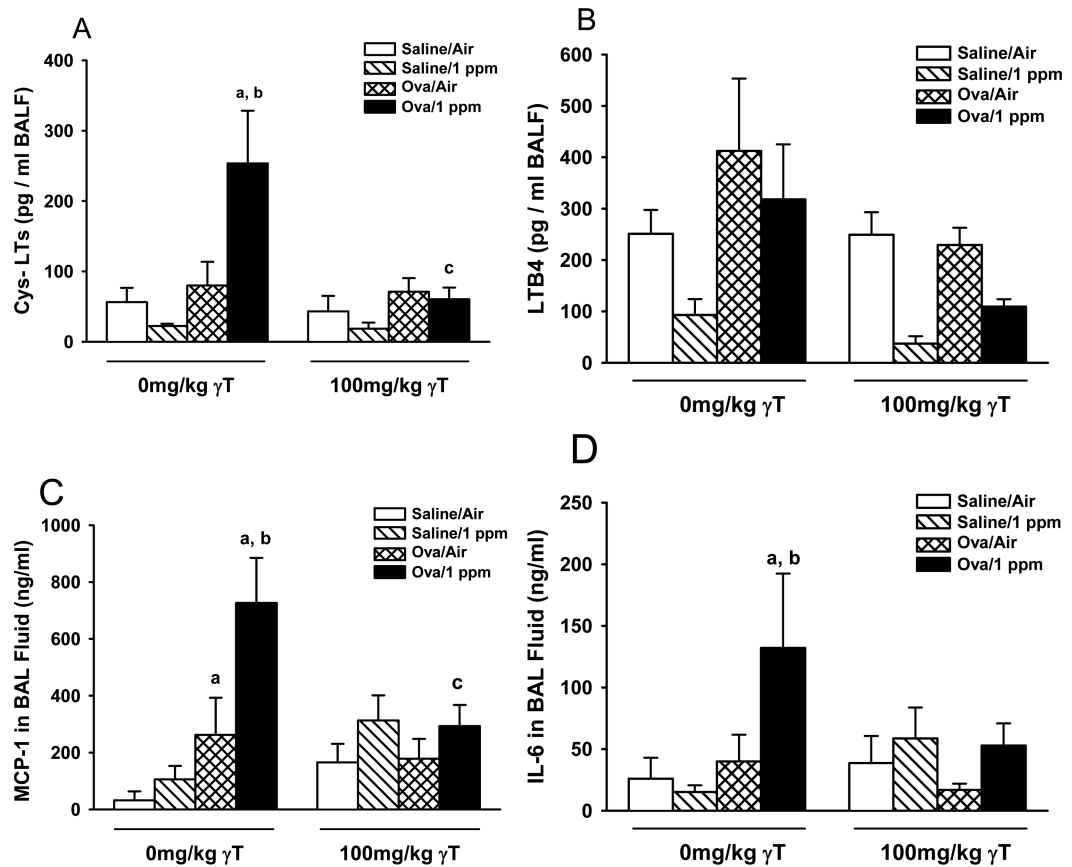 A
Cys- LTs (pg / ml BALF)
400
300
200
100
0
Saline/Air
Saline/1 ppm
Ova/Air
Ova/1 ppm
a, b
c
0mg/kg γT
100mg/kg γT
B
LTB4 (pg / ml BALF)
600
500
400
300
200
100
0
Saline/Air
Saline/1 ppm
Ova/Air
Ova/1 ppm
0mg/kg γT
100mg/kg γT
C
MCP-1 in BAL Fluid (ng/ml)
1000
800
600
400
200
0
Saline/Air
Saline/1 ppm
Ova/Air
Ova/1 ppm
a, b
a
c
0mg/kg γT
100mg/kg γT
D
IL-6 in BAL Fluid (ng/ml)
250
200
150
100
50
0
Saline/Air
Saline/1 ppm
Ova/Air
Ova/1 ppm
a, b
0mg/kg γT
100mg/kg γT